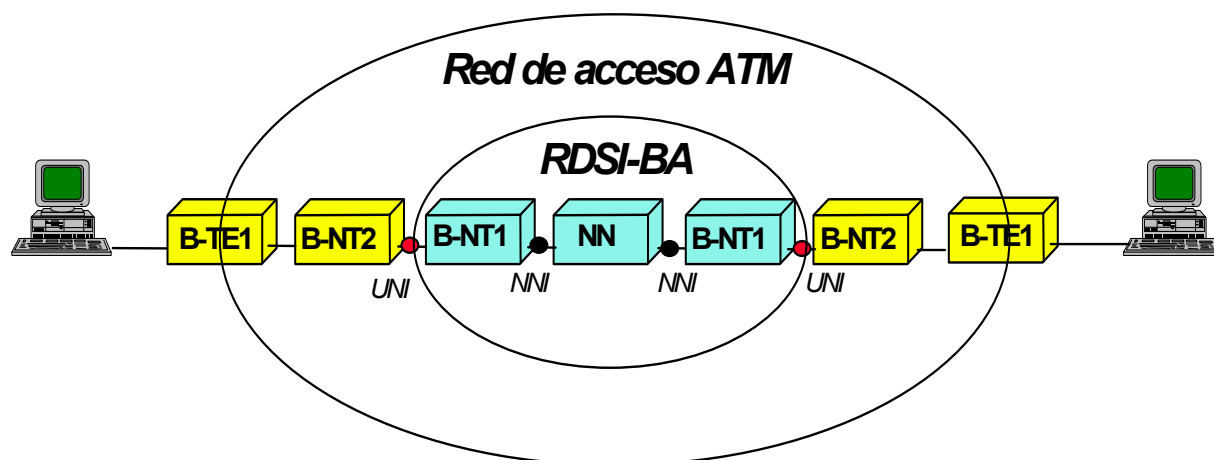 Red de acceso ATM
RDSI-BA
B-TE1
B-NT2
B-NT1
NN
B-NT1
B-NT2
B-TE1
UNI
NNI
NNI
UNI